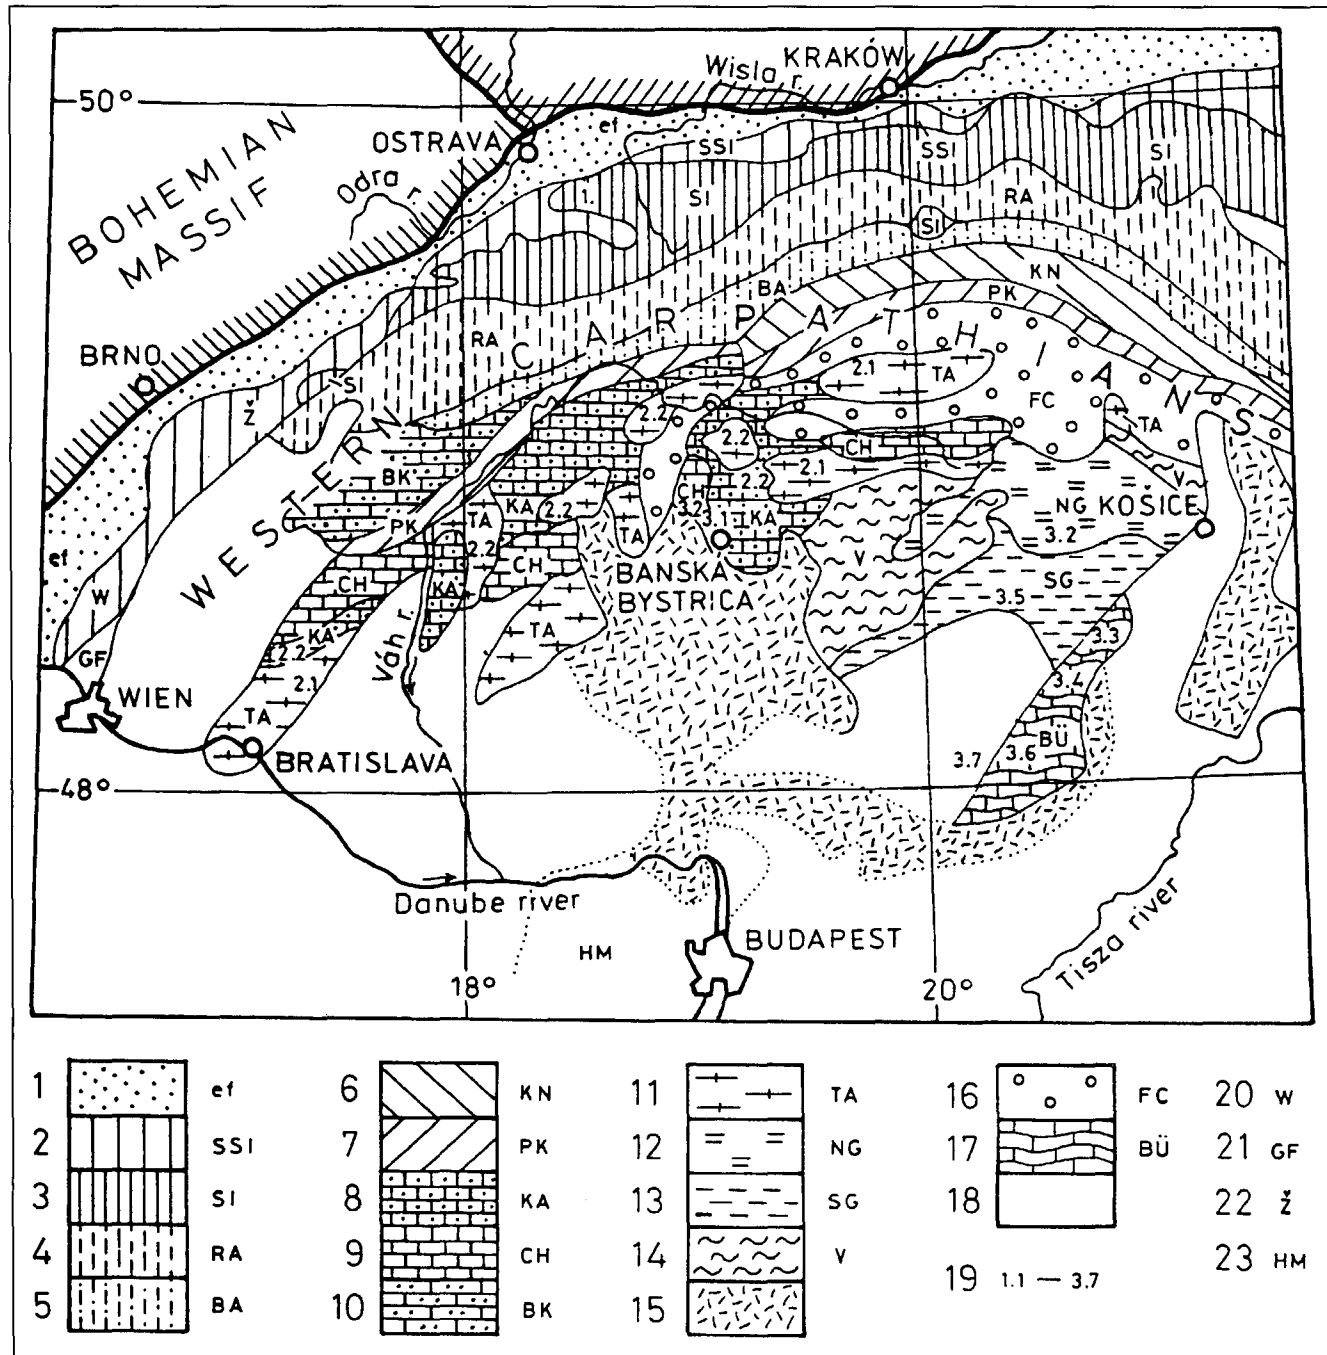 KRAKÓW
Wisla r.
50°
OSTRAVA
ef
SSI
SSI
SI
BOHEMIAN
MASSIF
Odra r.
1.
SI
RA
SI
KN
BA
PK
BRNO
RA
WESTERN CARPATHIANS
SI
Ž
2.1
TA
FC
TA
2.2
2.2
CH
2.1
V
BK
KA
2.2
CH
2.2
NG
KOŠICE
PK
TA
3.2
3.1
KA
TA
3.2
ef
2.2
CH
BANSKA
BYSTRICA
V
SG
W
CH
KA
3.5
TA
3.3
KA
Váh r.
GF
2.2
2.1
3.4
WIEN
TA
BÜ
3.7
3.6
BRATISLAVA
48°
Danube river
HM
BUDAPEST
Tisza river
18°
20°
1 ef
2 SSI
3 SI
4 RA
5 BA
6 KN
7 PK
8 KA
9 CH
10 BK
11 TA
12 NG
13 SG
14 V
15
16 FC
17 BÜ
18
19 1.1 — 3.7
20 W
21 GF
22 Ž
23 HM